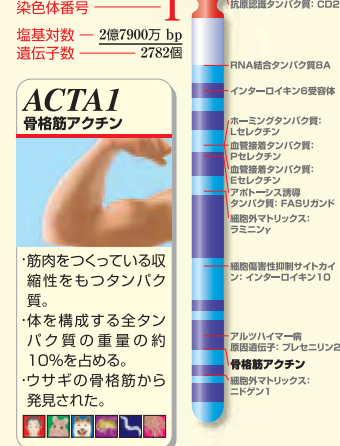 染色体番号 1
塩基対数 2億7900万 bp
遺伝子数 2782個
ACTA1
骨格筋アクチン
·筋肉をつくっている収
縮性をもつタンパク
質。
·体を構成する全タン
パク質の重量の約
10%を占める。
·ウサギの骨格筋から
発見された。
抗原認識タンパク質: CD2
RNA結合タンパク質8A
インターロイキン6受容体
ホーミングタンパク質:
Lセレクチン
血管接着タンパク質:
Pセレクチン
血管接着タンパク質:
Eセレクチン
アポトーシス誘導
タンパク質: FASリガンド
細胞外マトリックス:
ラミニンγ
細胞傷害性抑制サイトカイ
ン: インターロイキン10
アルツハイマー病
原因遺伝子: プレセニリン2
骨格筋アクチン
細胞外マトリックス:
ニドゲン1